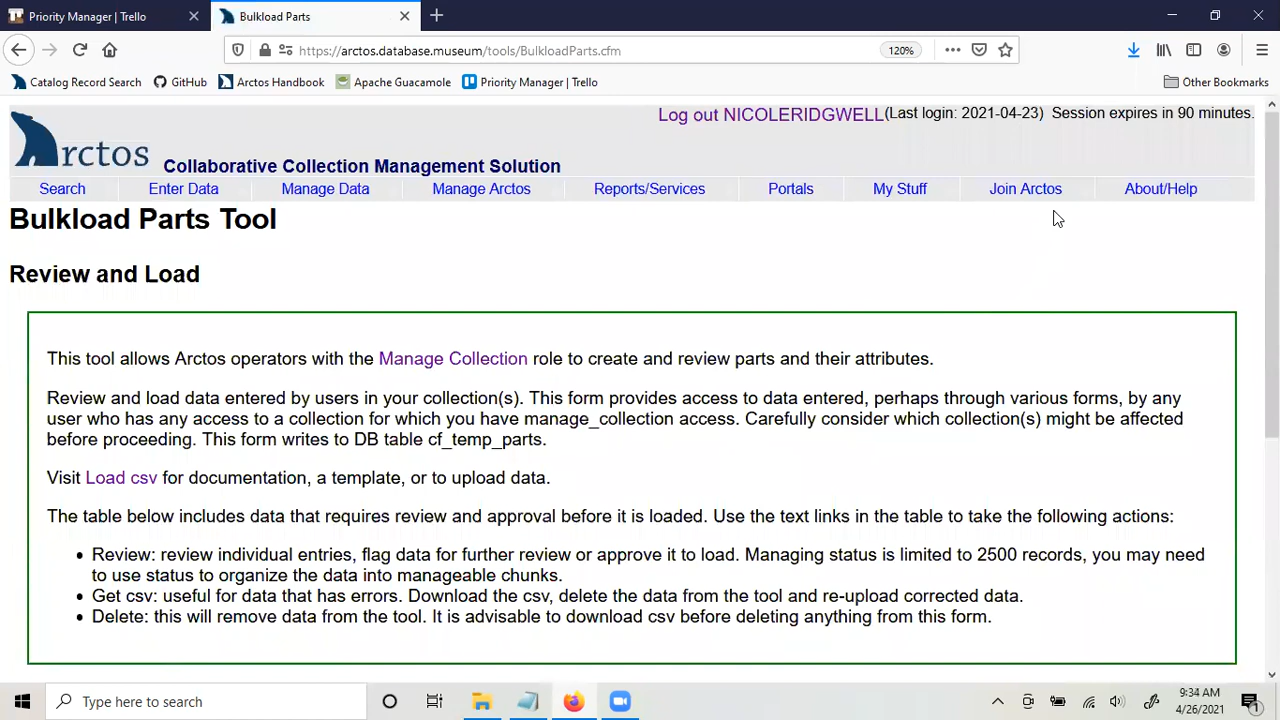 Priority Manager | Trello
Bulkload Parts
https://arctos.database.museum/tools/BulkloadParts.cfm
120%
Catalog Record Search
GitHub
Arctos Handbook
Apache Guacamole
Priority Manager | Trello
Other Bookmarks
Log out NICOLERIDGWELL(Last login: 2021-04-23) Session expires in 90 minutes.
Arctos
Collaborative Collection Management Solution
Search Enter Data Manage Data Manage Arctos Reports/Services Portals My Stuff Join Arctos About/Help
Bulkload Parts Tool
Review and Load
This tool allows Arctos operators with the Manage Collection role to create and review parts and their attributes.
Review and load data entered by users in your collection(s). This form provides access to data entered, perhaps through various forms, by any
user who has any access to a collection for which you have manage_collection access. Carefully consider which collection(s) might be affected
before proceeding. This form writes to DB table cf_temp_parts.
Visit Load csv for documentation, a template, or to upload data.
The table below includes data that requires review and approval before it is loaded. Use the text links in the table to take the following actions:
• Review: review individual entries, flag data for further review or approve it to load. Managing status is limited to 2500 records, you may need
to use status to organize the data into manageable chunks.
• Get csv: useful for data that has errors. Download the csv, delete the data from the tool and re-upload corrected data.
• Delete: this will remove data from the tool. It is advisable to download csv before deleting anything from this form.
Type here to search
9:34 AM
4/26/2021
1